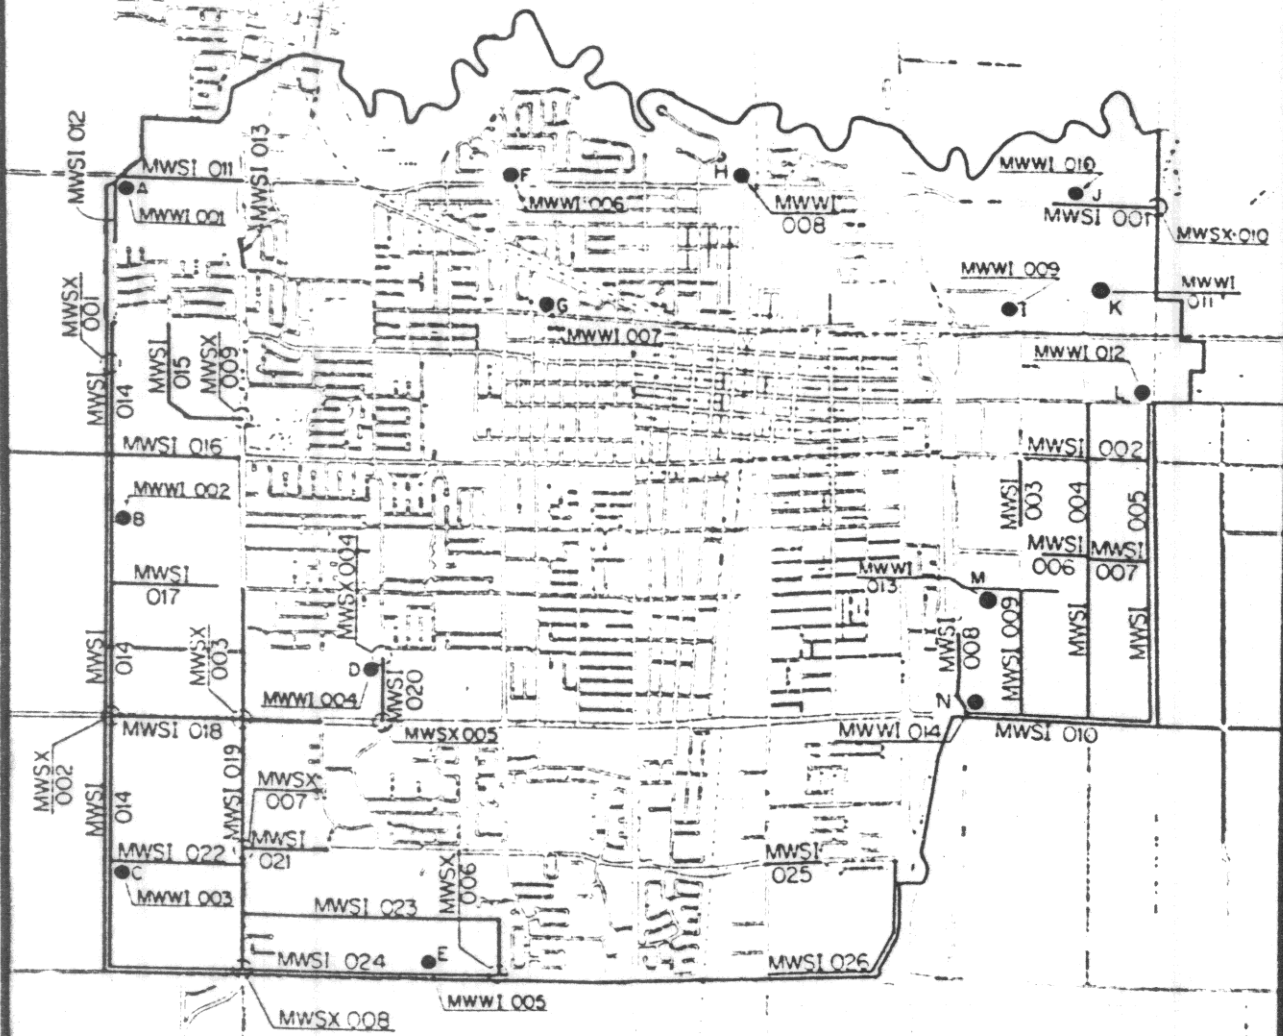 MWSI 012
MWSI 011
MWSI 013
A
MWWI 001
F
MWWI 006
H
MWWI
008
MWWI 010
J
MWSI 001
MWSX 010
MWSX
001
MWWI 009
I
K
MWWI
011
G
MWWI 007
MWSI
014
MWSI
015
MWSX
009
MWWI 012
L
MWSI 016
MWSI 002
MWWI 002
B
MWSI
003
MWSI
004
MWSI
005
MWSX 004
MWSI
006
MWSI
007
MWSI
017
MWWI
013
M
MWSI
014
MWSX
003
D
MWWI 004
MWSI
020
MWSI
008
MWSI 009
N
MWSI 018
MWSX 005
MWWI 014
MWSI 010
MWSX
002
MWSI
014
MWSI 019
MWSX
007
MWSI
021
MWSI 022
MWSI
025
C
MWWI 003
MWSX
006
MWSI 023
MWSI 024
E
MWSI 026
MWWI 005
MWSX 008